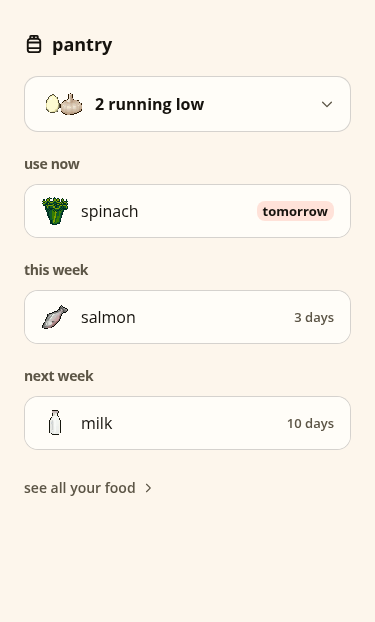 pantry
2 running low
use now
spinach tomorrow
this week
salmon 3 days
next week
milk 10 days
see all your food